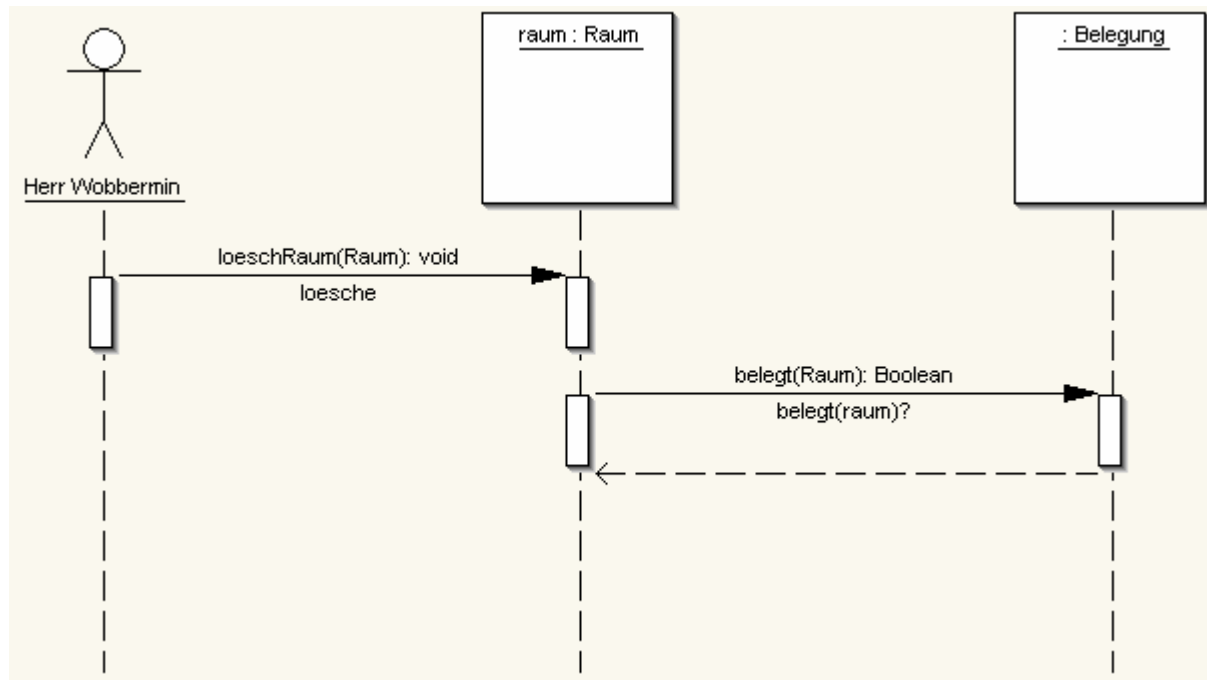 raum : Raum
: Belegung
Herr Wobbermin
loeschRaum(Raum): void
loesche
belegt(Raum): Boolean
belegt(raum)?